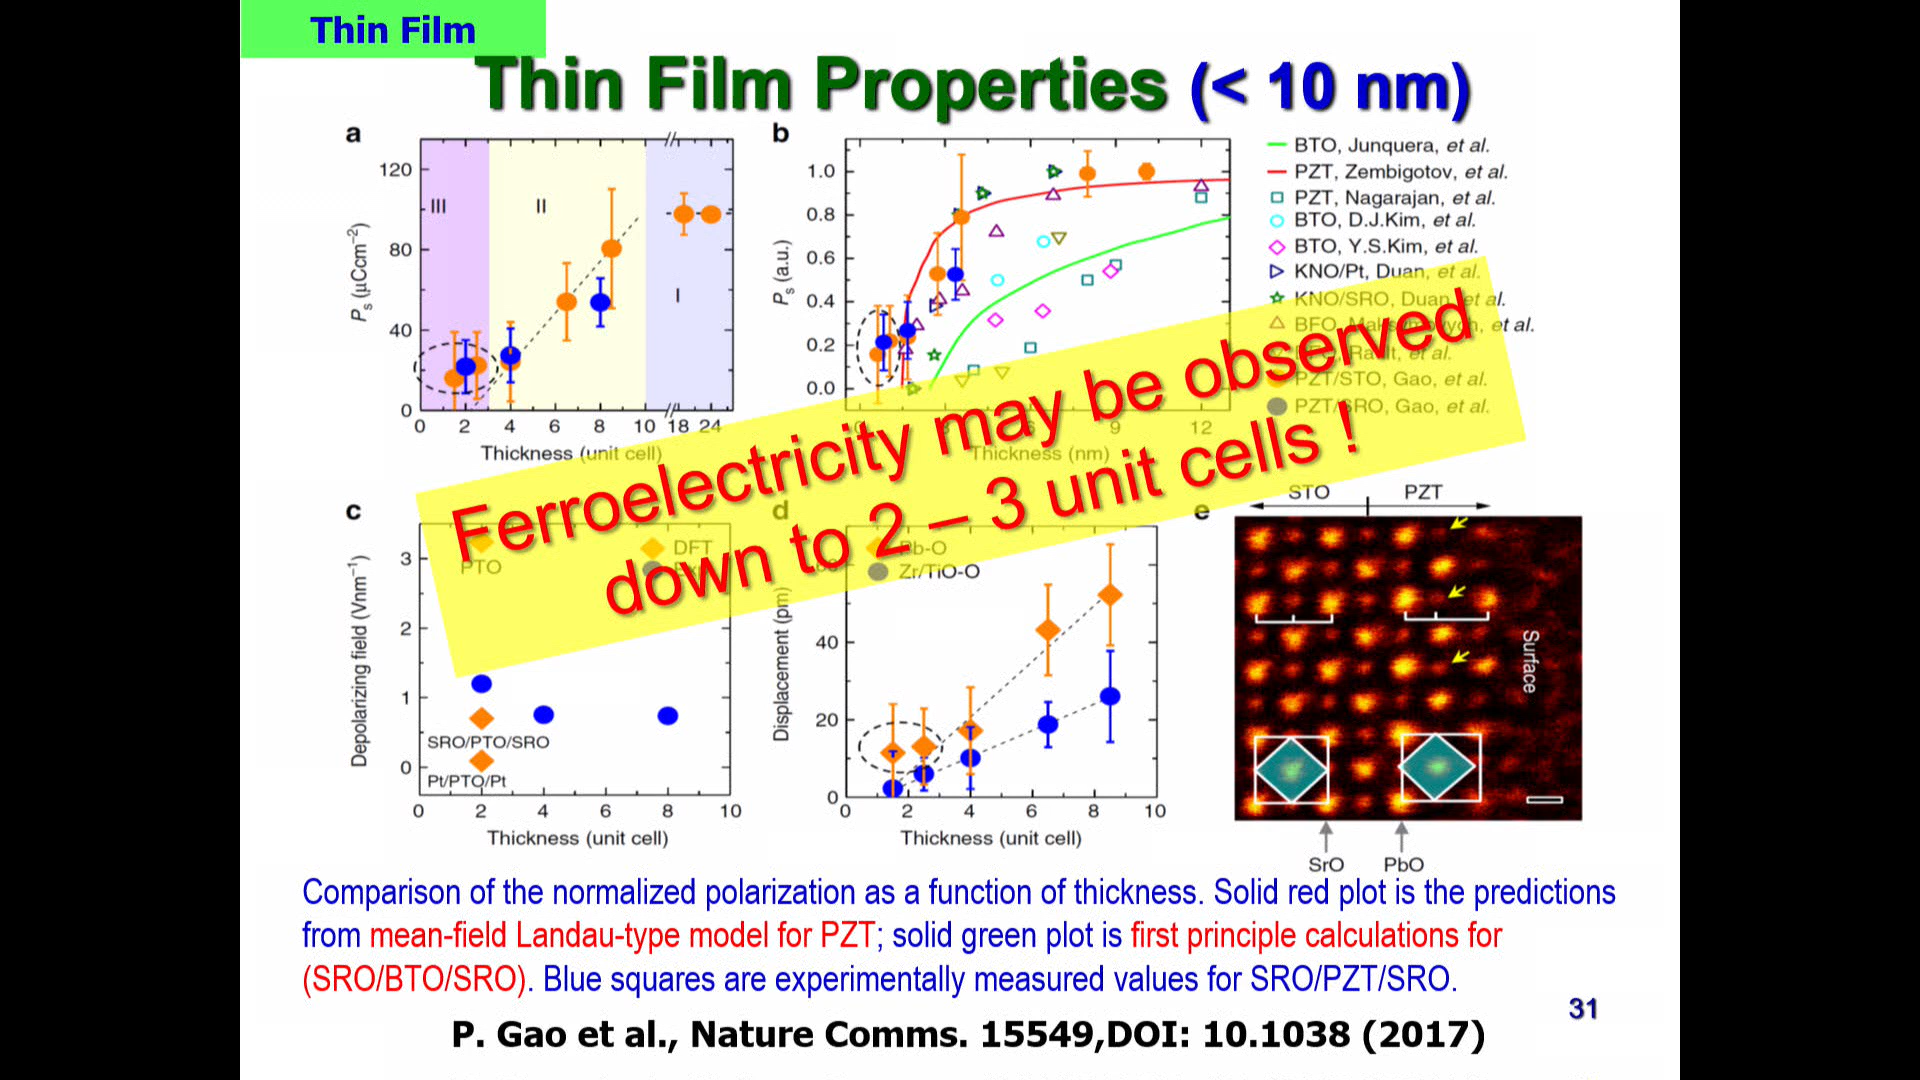 Thin Film
Thin Film Properties (< 10 nm)
a
120
80
40
0
Ps (μCcm−2)
III
II
I
0 2 4 6 8 10 18 24
Thickness (unit cell)
b
1.0
0.8
0.6
0.4
0.2
0.0
Ps (a.u.)
6 9 12
Thickness (nm)
BTO, Junquera, et al.
PZT, Zembigotov, et al.
PZT, Nagarajan, et al.
BTO, D.J.Kim, et al.
BTO, Y.S.Kim, et al.
KNO/Pt, Duan, et al.
KNO/SRO, Duan, et al.
BFO, et al.
et al.
PZT/STO, Gao, et al.
PZT/SRO, Gao, et al.
Ferroelectricity may be observed
down to 2 – 3 unit cells !
c
3
2
1
0
Depolarizing field (Vnm−1)
PTO
DFT
SRO/PTO/SRO
Pt/PTO/Pt
0 2 4 6 8 10
Thickness (unit cell)
d
Pb-O
Zr/TiO-O
40
20
0
Displacement (pm)
0 2 4 6 8 10
Thickness (unit cell)
e
STO PZT
Surface
SrO PbO
Comparison of the normalized polarization as a function of thickness. Solid red plot is the predictions
from mean-field Landau-type model for PZT; solid green plot is first principle calculations for
(SRO/BTO/SRO). Blue squares are experimentally measured values for SRO/PZT/SRO.
31
P. Gao et al., Nature Comms. 15549,DOI: 10.1038 (2017)